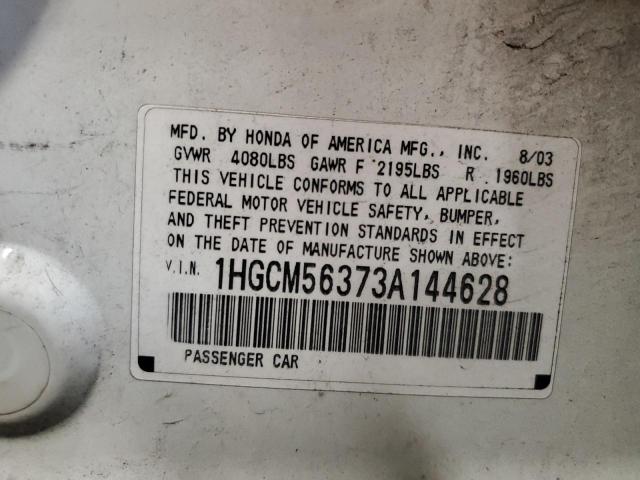 MFD. BY HONDA OF AMERICA MFG., INC. 8/03
GVWR 4080LBS GAWR F 2195LBS R 1960LBS
THIS VEHICLE CONFORMS TO ALL APPLICABLE
FEDERAL MOTOR VEHICLE SAFETY, BUMPER,
AND THEFT PREVENTION STANDARDS IN EFFECT
ON THE DATE OF MANUFACTURE SHOWN ABOVE:
V.I.N. 1HGCM56373A144628
PASSENGER CAR